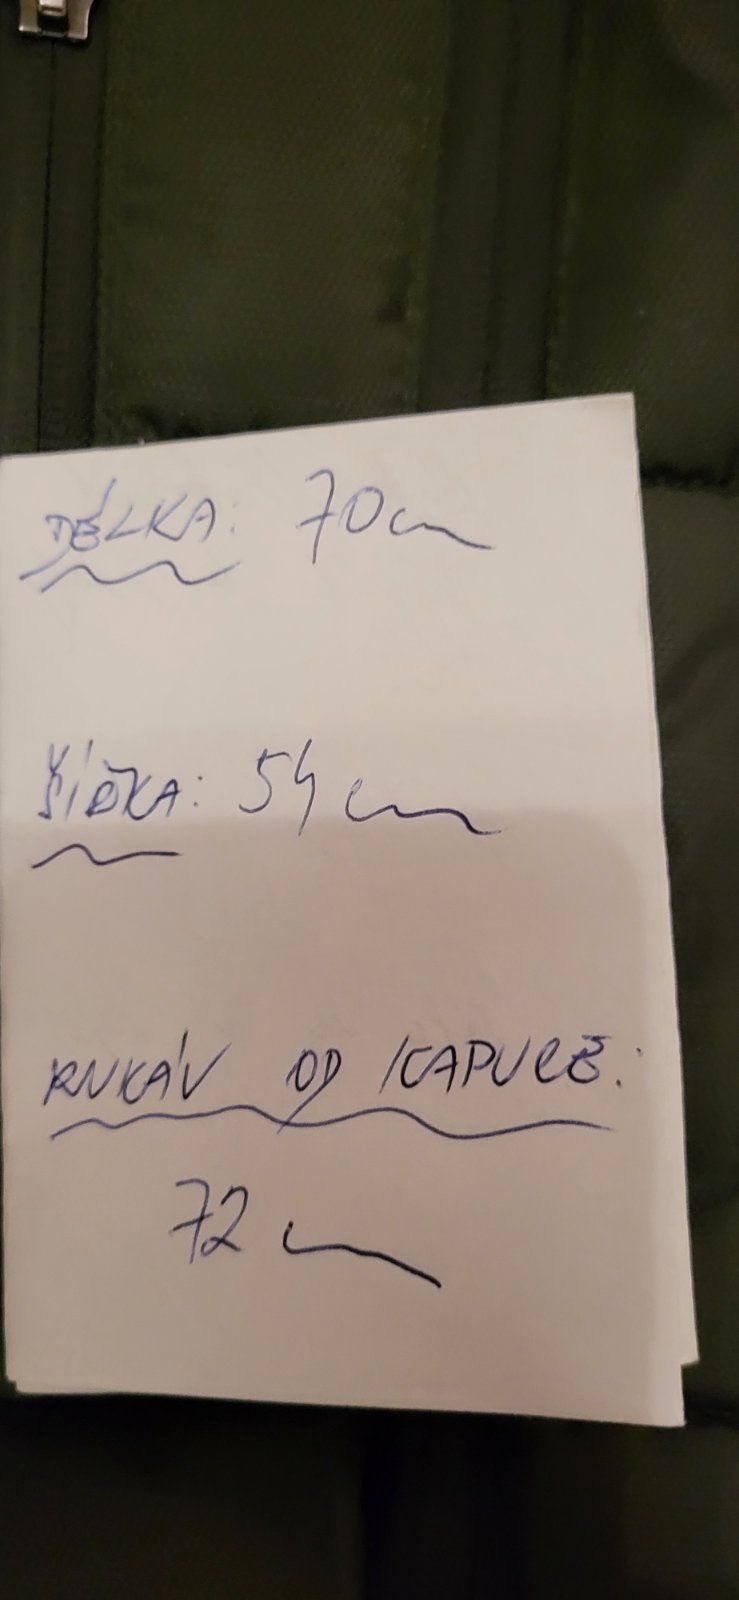 DÉLKA: 70cm
ŠÍŘKA: 54 cm
RUKÁV OD KAPUCE:
72 cm